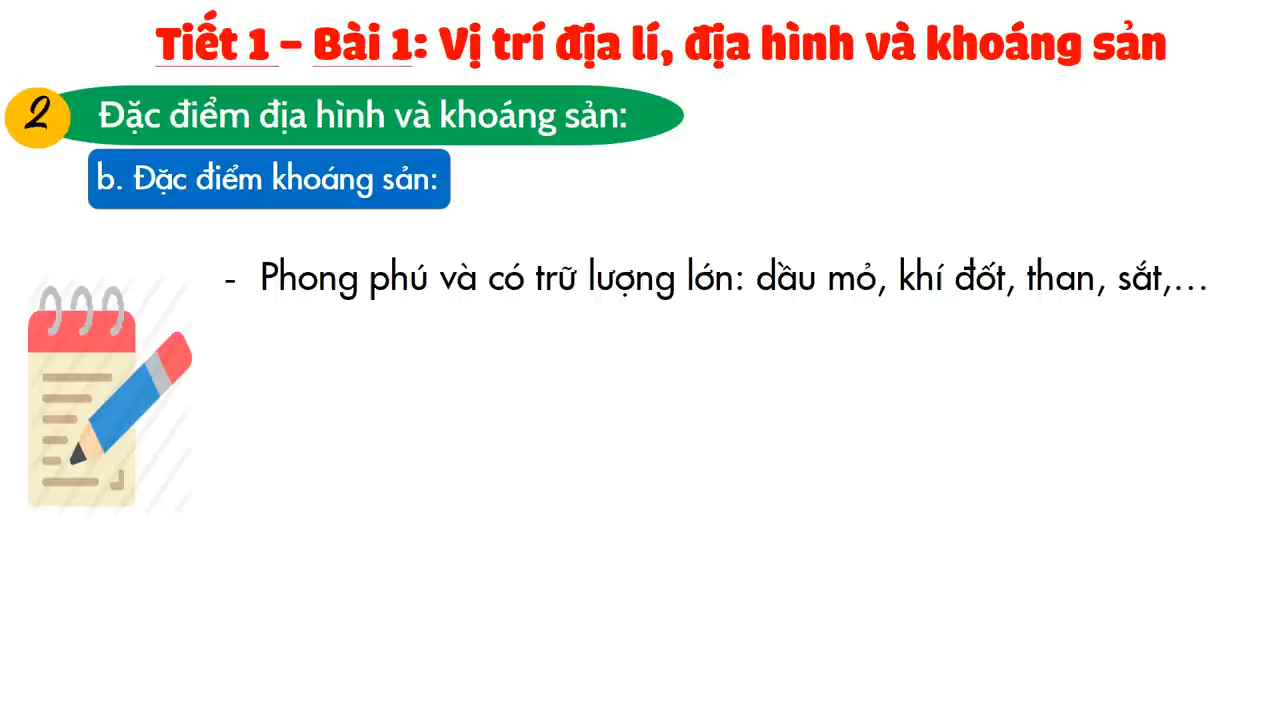 Tiết 1 – Bài 1: Vị trí địa lí, địa hình và khoáng sản
2 Đặc điểm địa hình và khoáng sản:
b. Đặc điểm khoáng sản:
- Phong phú và có trữ lượng lớn: dầu mỏ, khí đốt, than, sắt,...